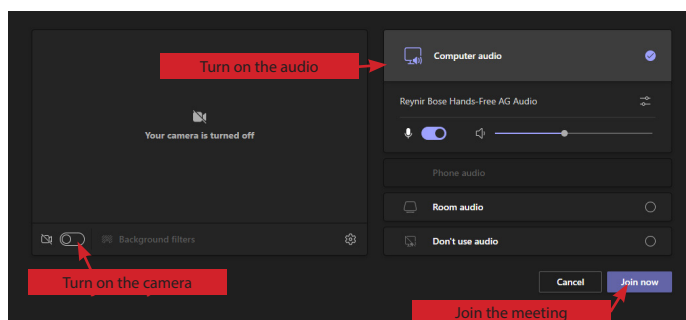 Turn on the audio
Your camera is turned off
Background filters
Turn on the camera
Computer audio
Reynir Bose Hands-Free AG Audio
Phone audio
Room audio
Don't use audio
Cancel
Join now
Join the meeting